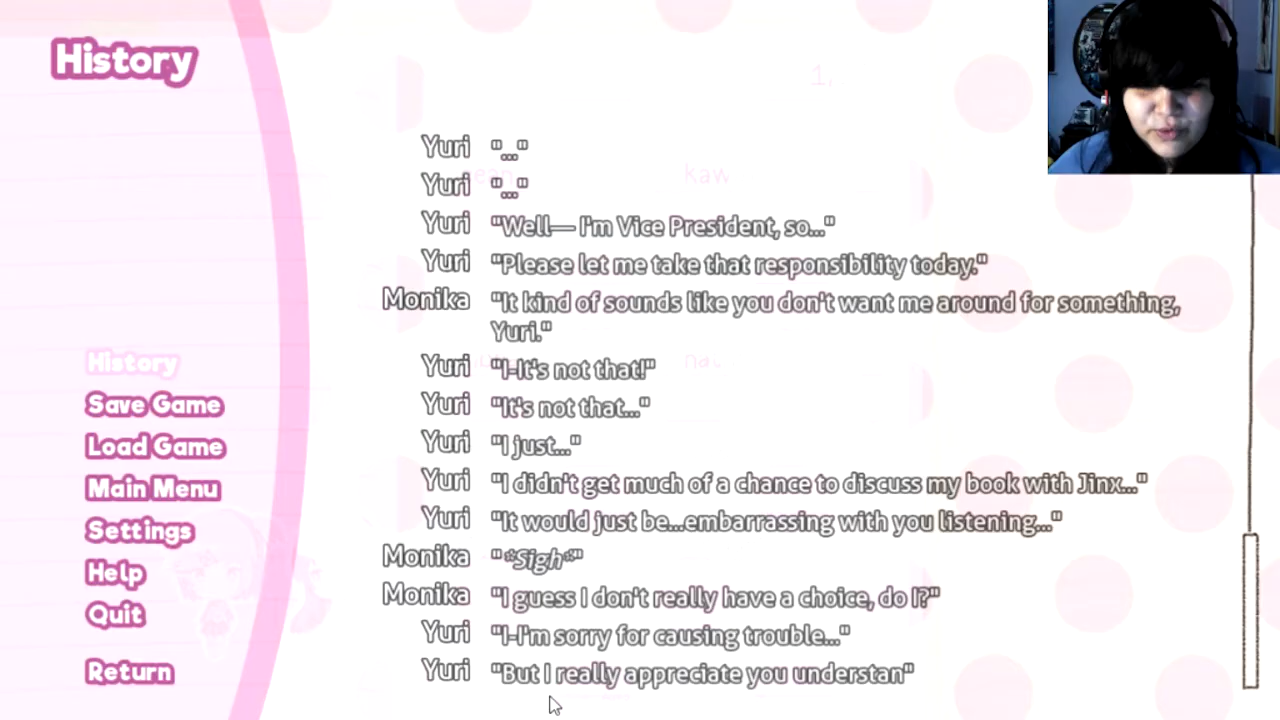 History
1,
Yuri "..."
ean kaw
Yuri "..."
Yuri "Well— I'm Vice President, so..."
Yuri "Please let me take that responsibility today."
Monika "It kind of sounds like you don't want me around for something,
Yuri."
Yuri "I-It's not that!"
Yuri "It's not that..."
Yuri "I just..."
Yuri "I didn't get much of a chance to discuss my book with Jinx..."
Yuri "It would just be...embarrassing with you listening..."
Monika "*Sigh*"
Monika "I guess I don't really have a choice, do I?"
Yuri "I-I'm sorry for causing trouble..."
Yuri "But I really appreciate you understan"
History
Save Game
Load Game
Main Menu
Settings
Help
Quit
Return